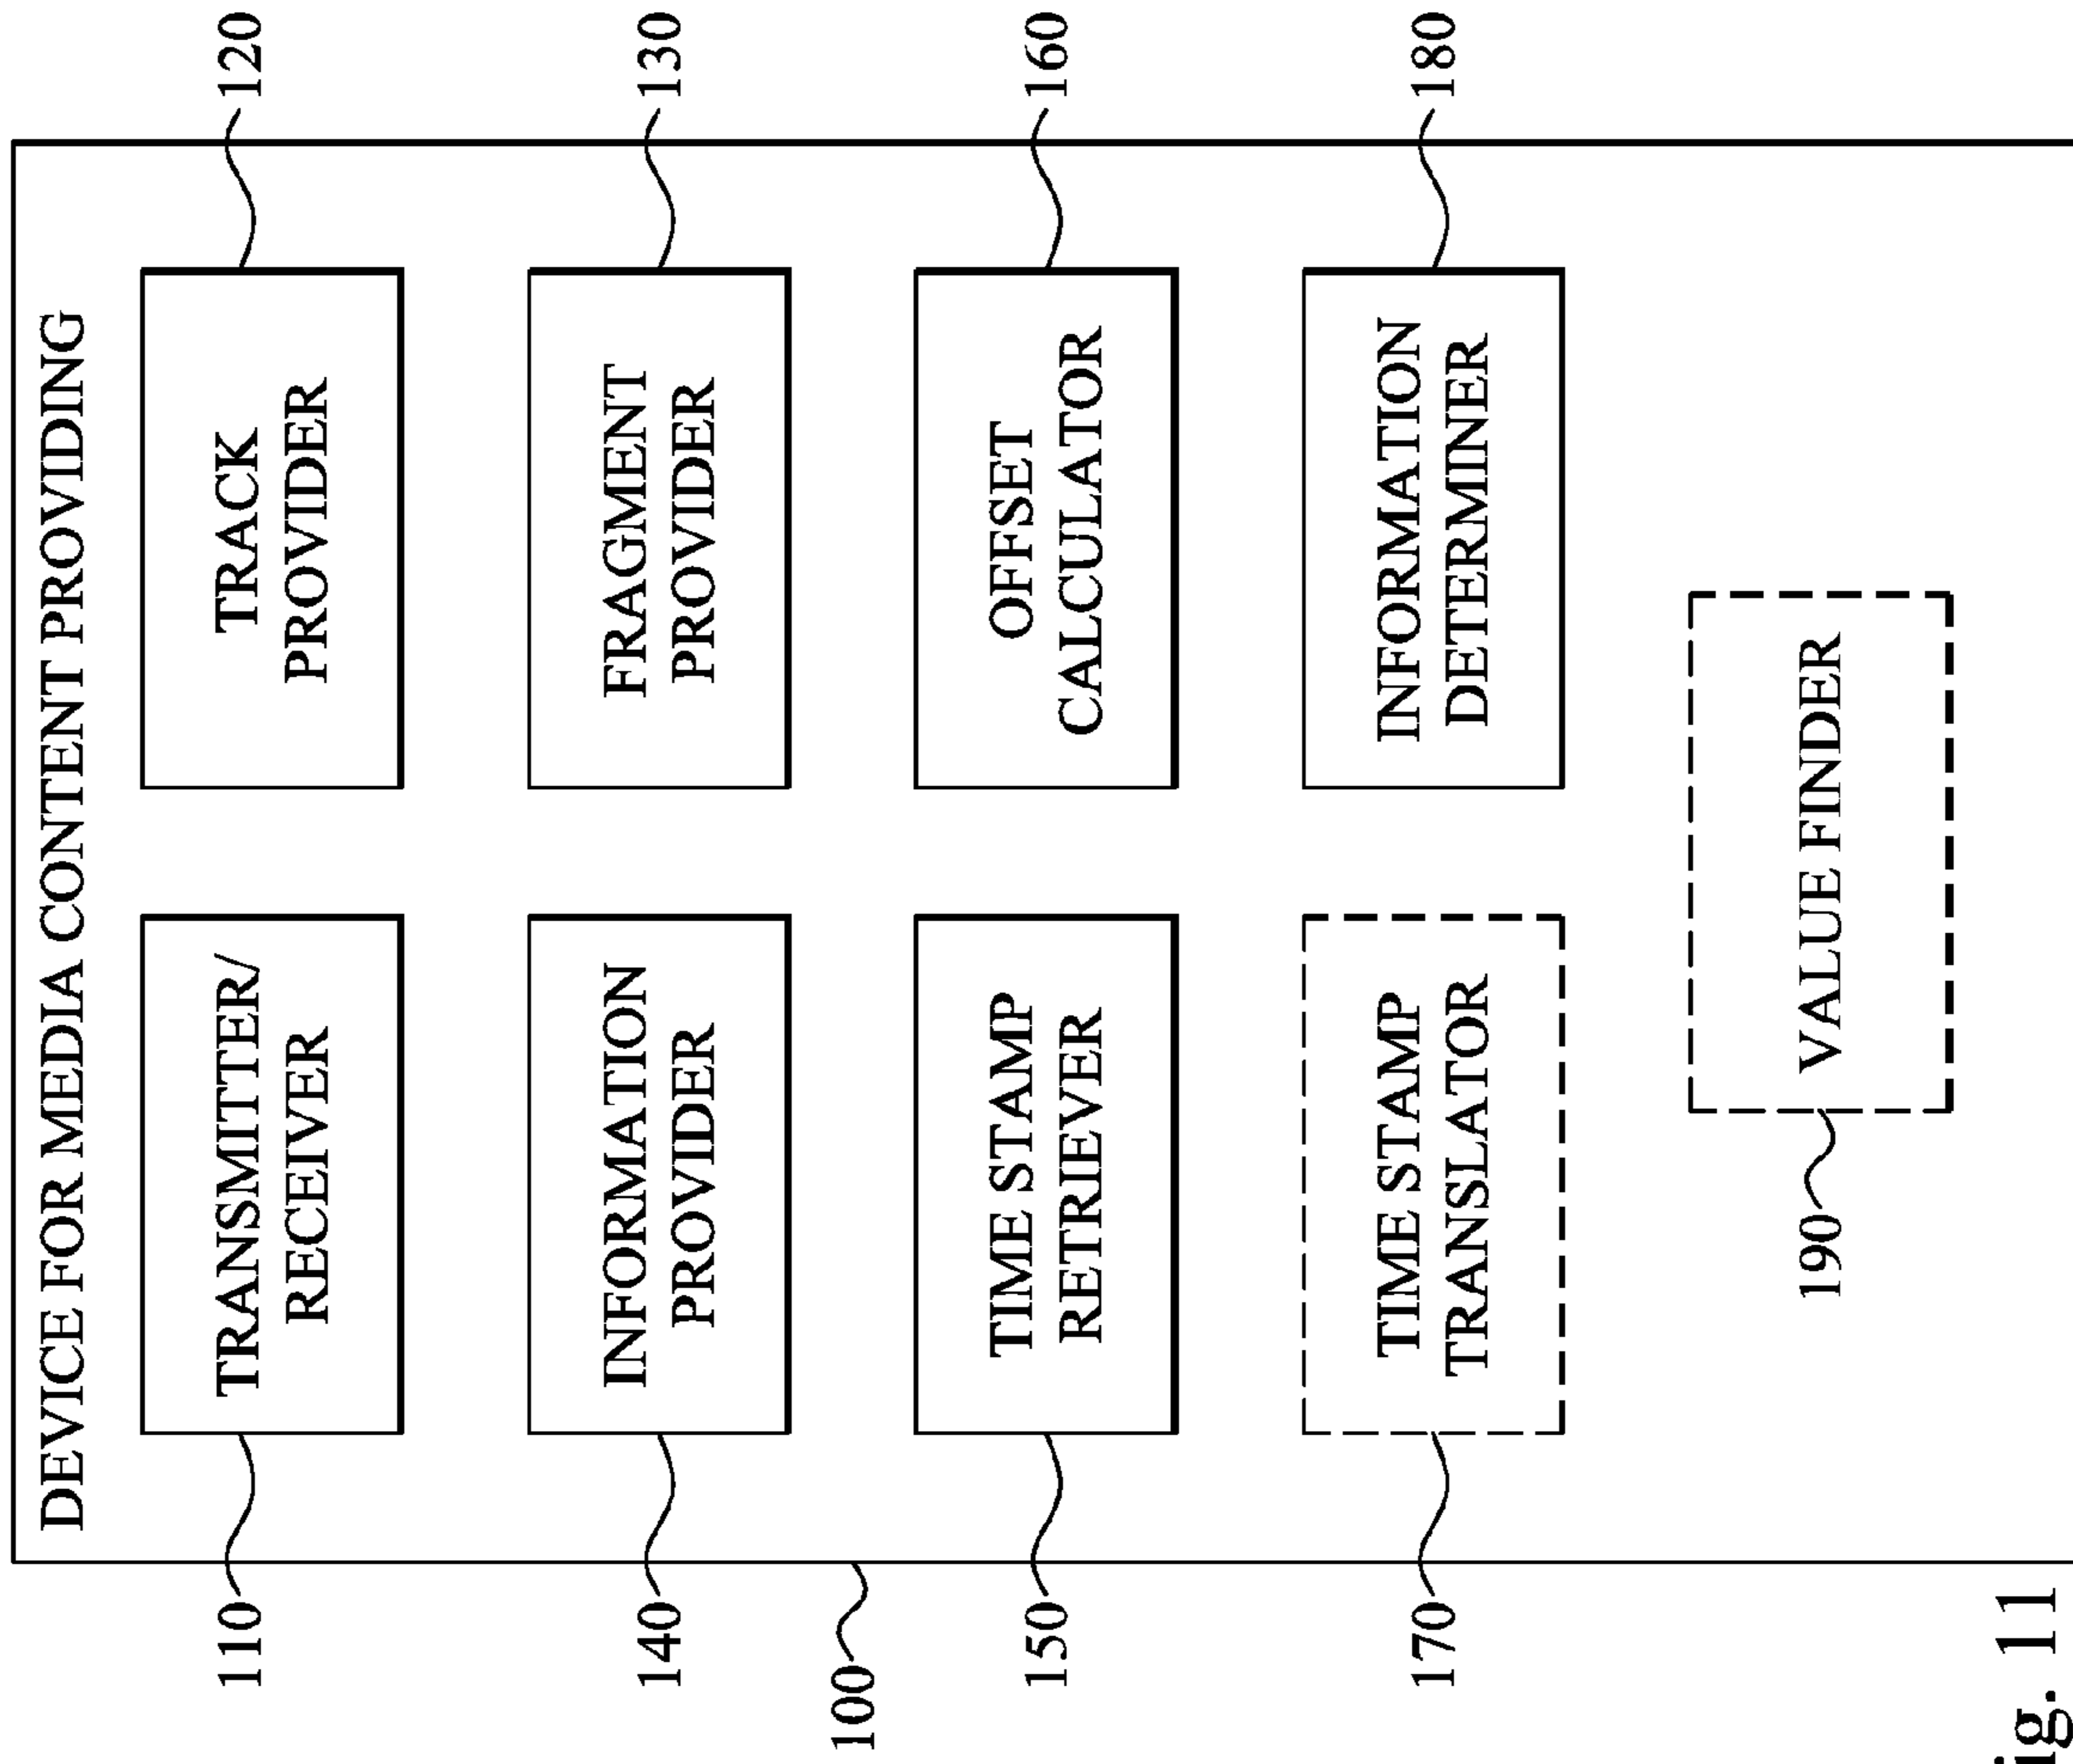 DEVICE FOR MEDIA CONTENT PROVIDING
110
TRANSMITTER/
RECEIVER
TRACK
PROVIDER
120
140
INFORMATION
PROVIDER
FRAGMENT
PROVIDER
130
100
150
TIME STAMP
RETRIEVER
OFFSET
CALCULATOR
160
170
TIME STAMP
TRANSLATOR
INFORMATION
DETERMINER
180
190
VALUE FINDER
ig. 11